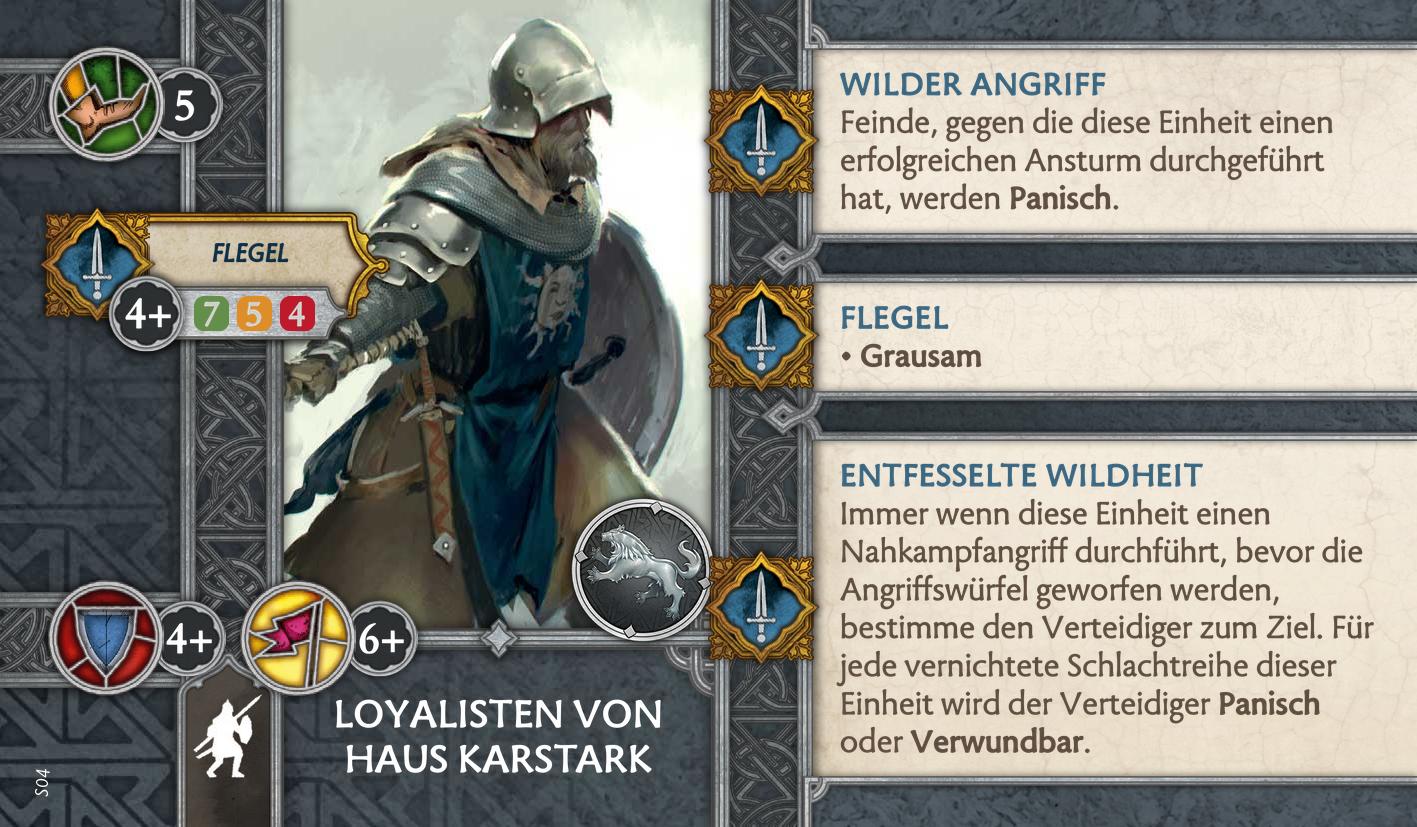 5
FLEGEL
4+ 7 5 4
4+ 6+
LOYALISTEN VON
HAUS KARSTARK
S04
WILDER ANGRIFF
Feinde, gegen die diese Einheit einen
erfolgreichen Ansturm durchgeführt
hat, werden Panisch.
FLEGEL
• Grausam
ENTFESSELTE WILDHEIT
Immer wenn diese Einheit einen
Nahkampfangriff durchführt, bevor die
Angriffswürfel geworfen werden,
bestimme den Verteidiger zum Ziel. Für
jede vernichtete Schlachtreihe dieser
Einheit wird der Verteidiger Panisch
oder Verwundbar.